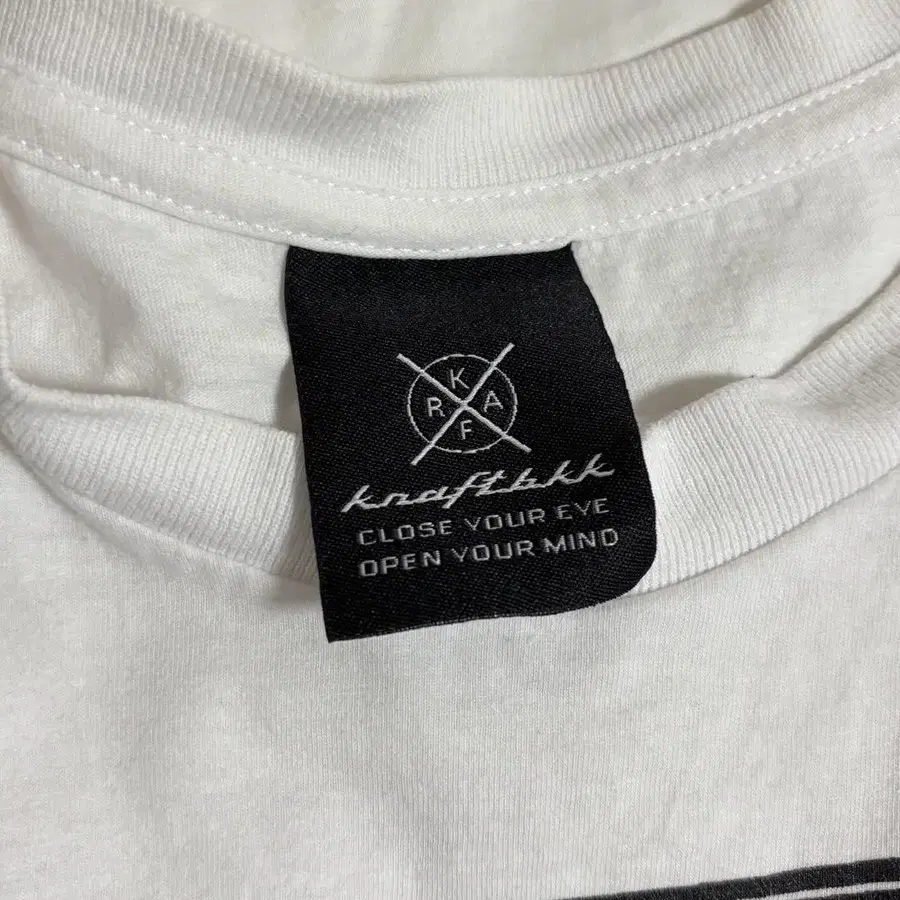 K
R A
F
kraftbkk
CLOSE YOUR EYE
OPEN YOUR MIND